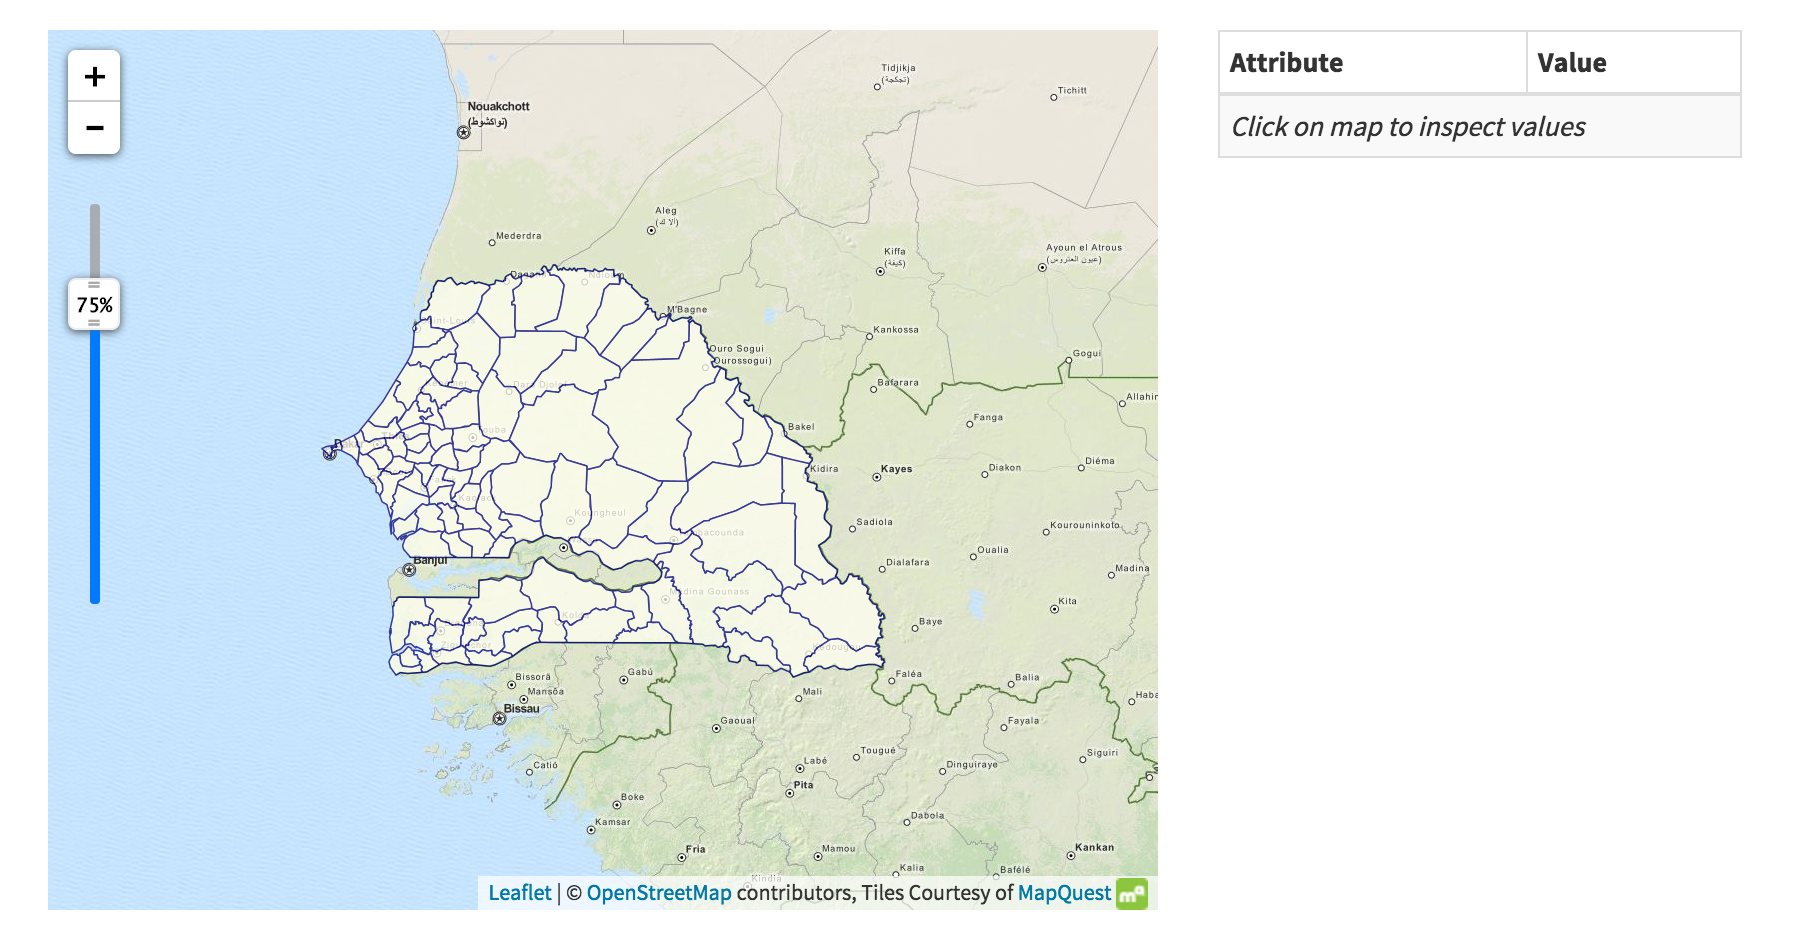 +
−
75%
Nouakchott
(نواكشوط)
Tidjikja
(تجكجة)
Tichitt
Aleg
(ألاك)
Mederdra
Kiffa
(كيفة)
Ayoun el Atrous
(عيون العتروس)
M'Bagne
Kankossa
Ouro Sogui
Ourossogui)
Gogui
Bafarara
Allahin
Fanga
Bakel
Kidira
Kayes
Diakon
Diéma
Koungheul
Sadiola
Kourouninkoto
Oualia
Banjul
Dialafara
Madina
Medina Gounass
Kita
Baye
Bissorã
Gabú
Faléa
Balia
Mansôa
Mali
Haba
Bissau
Gaoual
Fayala
Tougué
Siguiri
Catió
Labé
Dinguiraye
Pita
Boke
Kamsar
Dabola
Fria
Mamou
Kankan
Kalia
Bafélé
Kindia
Leaflet | © OpenStreetMap contributors, Tiles Courtesy of MapQuest
Attribute Value
Click on map to inspect values